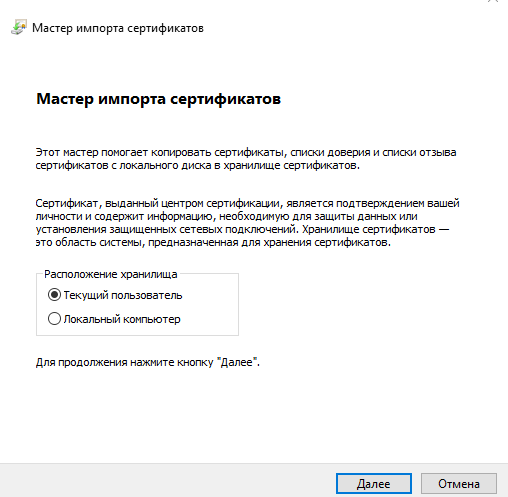 Мастер импорта сертификатов
Мастер импорта сертификатов
Этот мастер помогает копировать сертификаты, списки доверия и списки отзыва
сертификатов с локального диска в хранилище сертификатов.
Сертификат, выданный центром сертификации, является подтверждением вашей
личности и содержит информацию, необходимую для защиты данных или
установления защищенных сетевых подключений. Хранилище сертификатов —
это область системы, предназначенная для хранения сертификатов.
Расположение хранилища
Текущий пользователь
Локальный компьютер
Для продолжения нажмите кнопку "Далее".
Далее Отмена